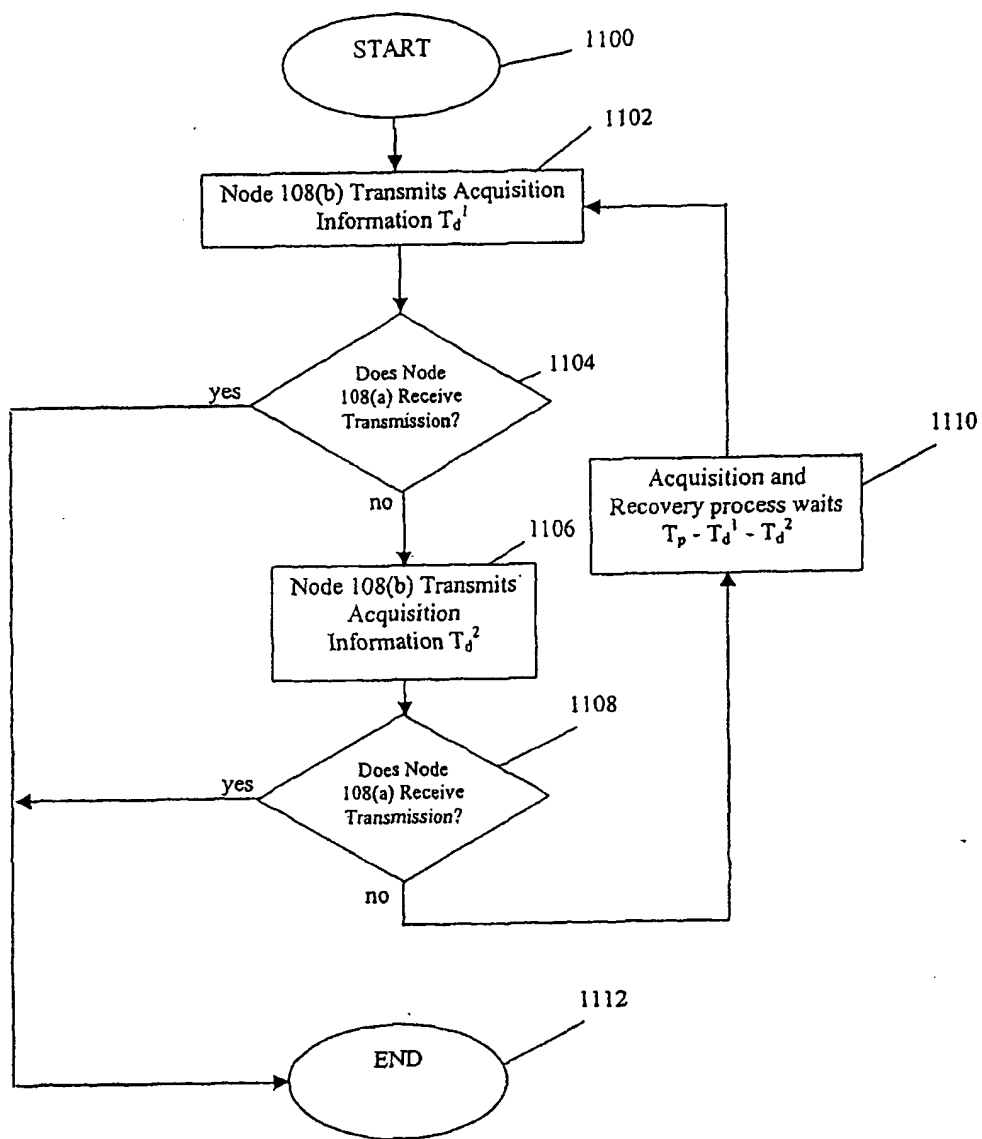 START
1100
1102
Node 108(b) Transmits Acquisition
Information T_d^1
1104
Does Node
108(a) Receive
Transmission?
yes
no
1110
Acquisition and
Recovery process waits
T_p - T_d^1 - T_d^2
1106
Node 108(b) Transmits
Acquisition
Information T_d^2
1108
Does Node
108(a) Receive
Transmission?
yes
no
1112
END